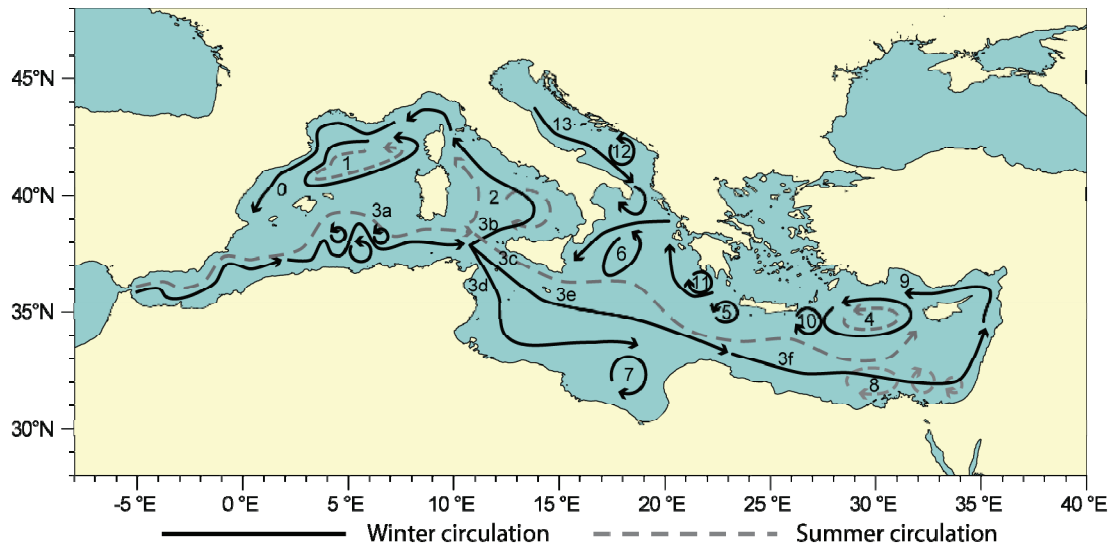 45°N
40°N
35°N
30°N
13
12
1
0
2
3a
3b
3c
6
3d
3e
11
9
5
10
4
3f
7
8
-5 °E 0 °E 5 °E 10 °E 15 °E 20 °E 25 °E 30 °E 35 °E 40 °E
Winter circulation Summer circulation